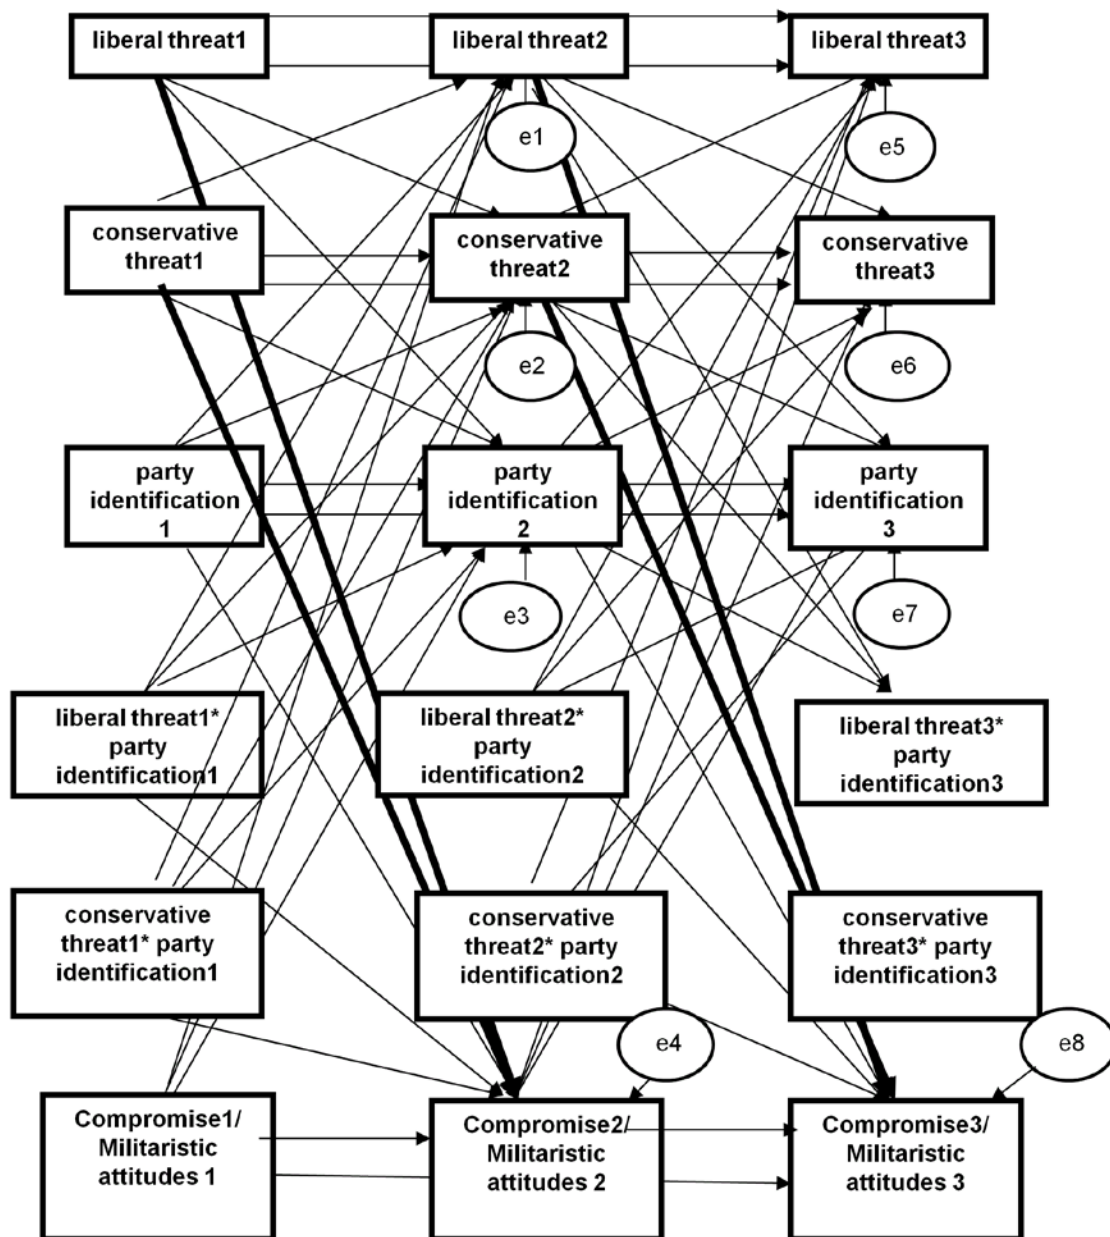 liberal threat1
liberal threat2
liberal threat3
e1
e5
conservative
threat1
conservative
threat2
conservative
threat3
e2
e6
party
identification
1
party
identification
2
party
identification
3
e3
e7
liberal threat1*
party
identification1
liberal threat2*
party
identification2
liberal threat3*
party
identification3
conservative
threat1* party
identification1
conservative
threat2* party
identification2
conservative
threat3* party
identification3
e4
e8
Compromise1/
Militaristic
attitudes 1
Compromise2/
Militaristic
attitudes 2
Compromise3/
Militaristic
attitudes 3